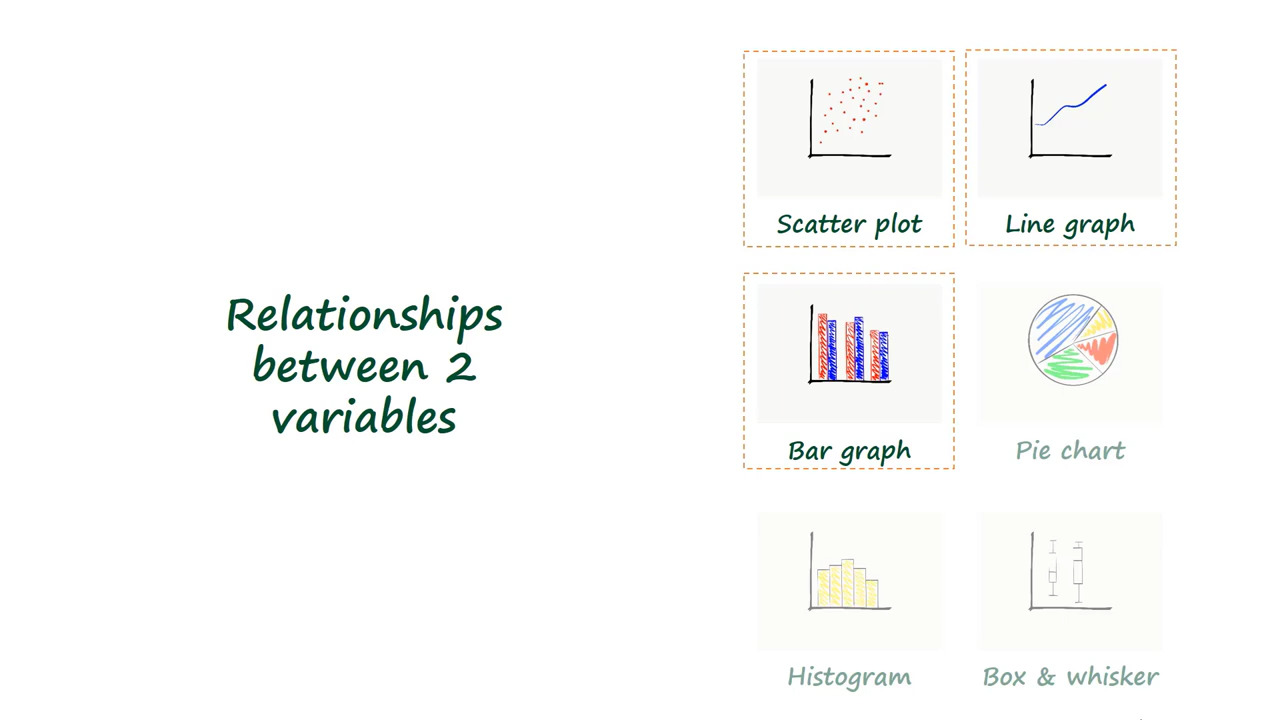 Relationships
between 2
variables
Scatter plot
Line graph
Bar graph
Pie chart
Histogram
Box & whisker